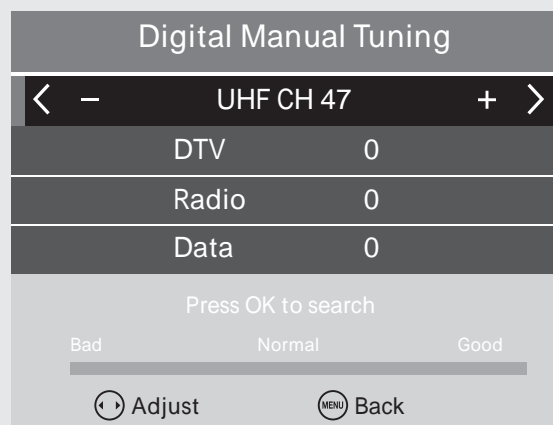 Digital Manual Tuning
< – UHF CH 47 + >
DTV 0
Radio 0
Data 0
Press OK to search
Bad Normal Good
Adjust MENU Back